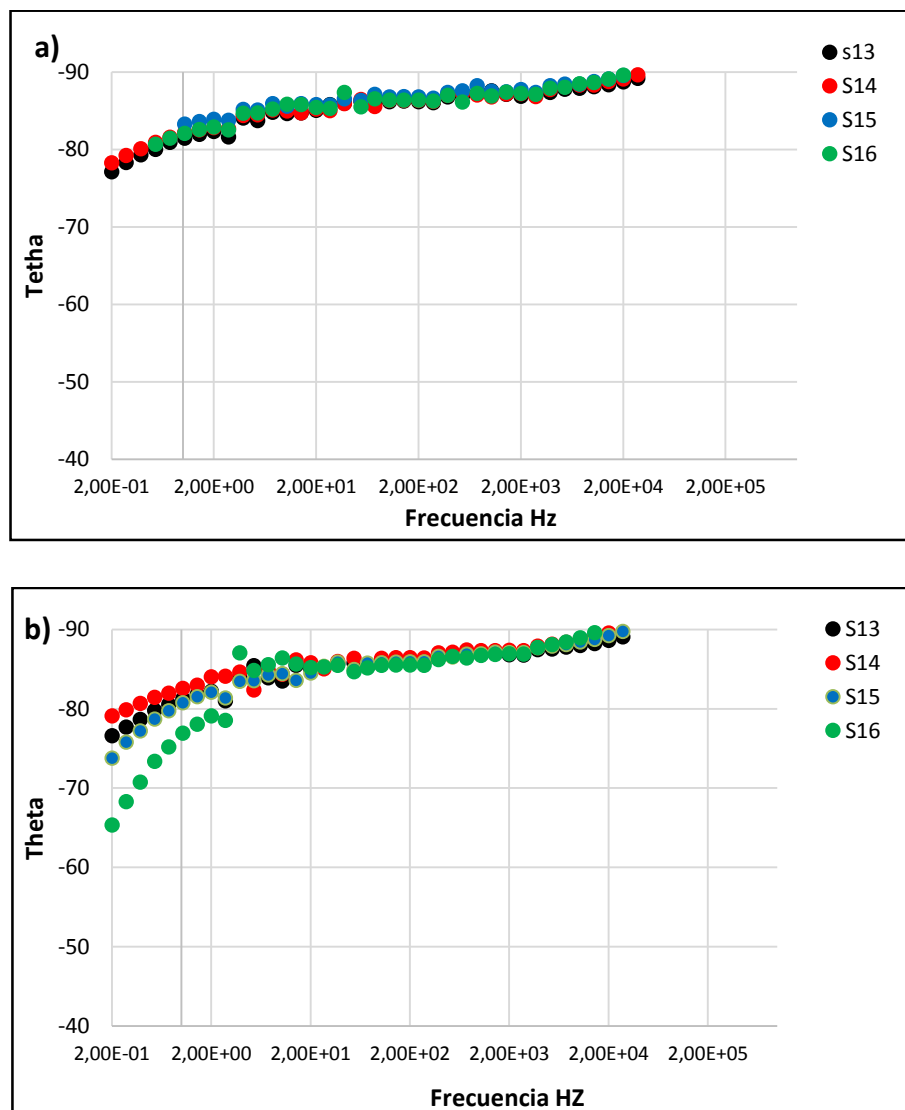 a)
s13
S14
S15
S16
-90
-80
-70
-60
-50
-40
Tetha
2,00E-01 2,00E+00 2,00E+01 2,00E+02 2,00E+03 2,00E+04 2,00E+05
Frecuencia Hz
b)
S13
S14
S15
S16
-90
-80
-70
-60
-50
-40
Theta
2,00E-01 2,00E+00 2,00E+01 2,00E+02 2,00E+03 2,00E+04 2,00E+05
Frecuencia HZ